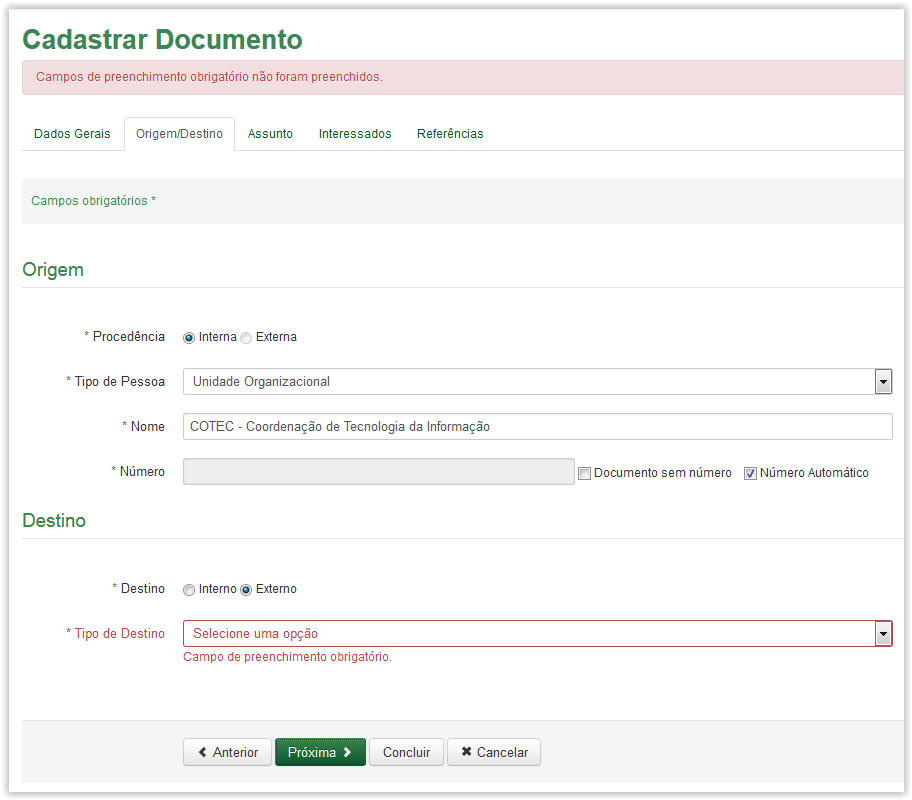 Cadastrar Documento
Campos de preenchimento obrigatório não foram preenchidos.
Dados Gerais Origem/Destino Assunto Interessados Referências
Campos obrigatórios *
Origem
* Procedência Interna Externa
* Tipo de Pessoa Unidade Organizacional
* Nome COTEC - Coordenação de Tecnologia da Informação
* Número Documento sem número Número Automático
Destino
* Destino Interno Externo
* Tipo de Destino Selecione uma opção
Campo de preenchimento obrigatório.
Anterior Próxima Concluir Cancelar